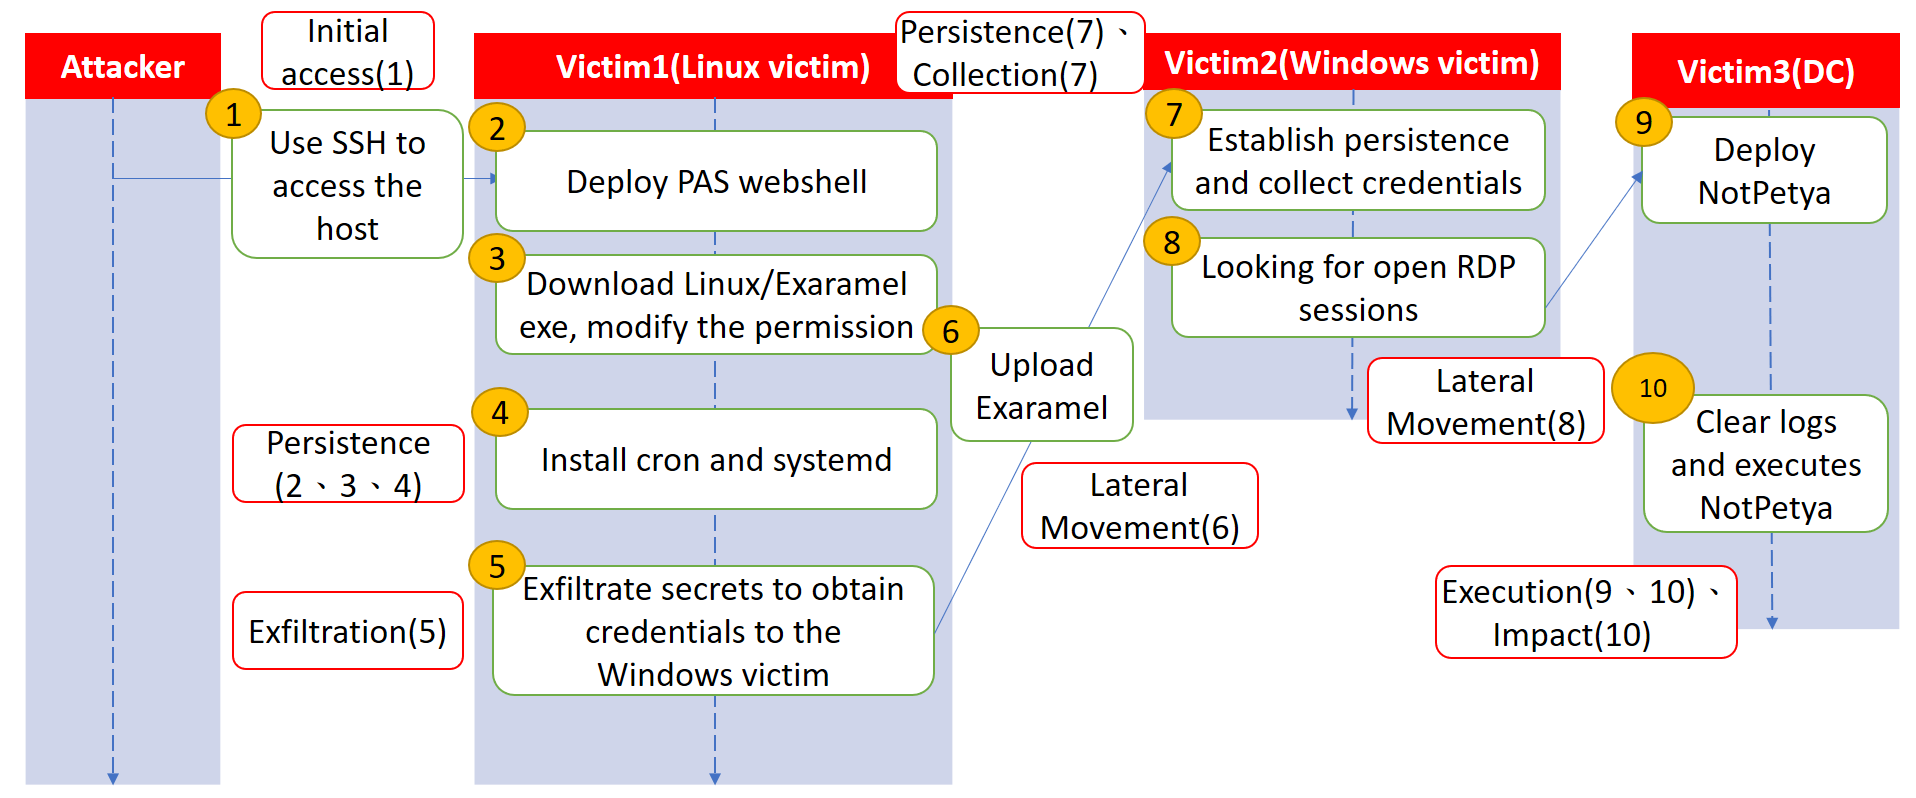 Attacker
Initial
access(1)
1
Use SSH to
access the
host
Victim1(Linux victim)
2
Deploy PAS webshell
3
Download Linux/Exaramel
exe, modify the permission
4
Install cron and systemd
Persistence
(2、3、4)
5
Exfiltrate secrets to obtain
credentials to the
Windows victim
Exfiltration(5)
6
Upload
Exaramel
Lateral
Movement(6)
Persistence(7)、
Collection(7)
Victim2(Windows victim)
7
Establish persistence
and collect credentials
8
Looking for open RDP
sessions
Lateral
Movement(8)
Victim3(DC)
9
Deploy
NotPetya
10
Clear logs
and executes
NotPetya
Execution(9、10)、
Impact(10)